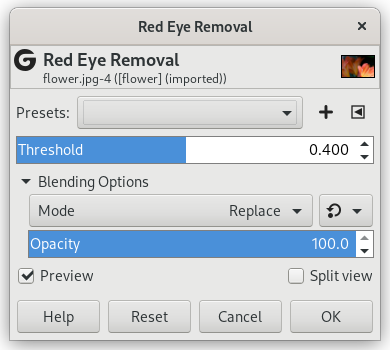 Red Eye Removal
Red Eye Removal
flower.jpg-4 ([flower] (imported))
Presets:
Threshold 0.400
Blending Options
Mode Replace
Opacity 100.0
Preview Split view
Help Reset Cancel OK